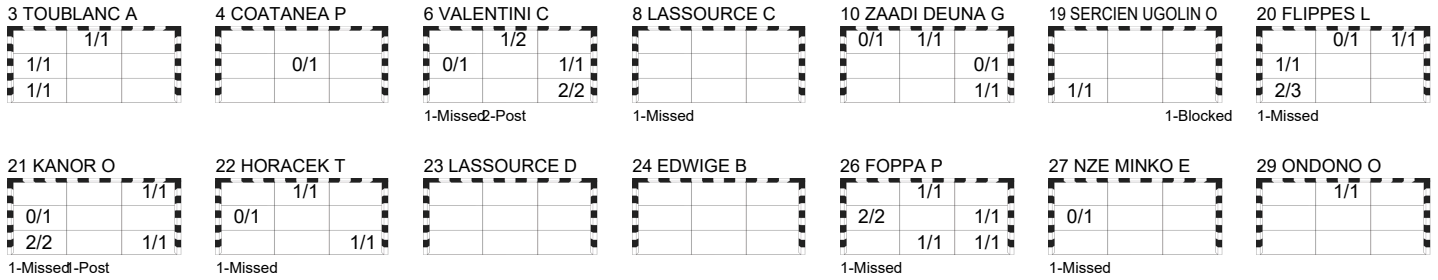 3 TOUBLANC A 4 COATANEA P 6 VALENTINI C 8 LASSOURCE C 10 ZAADI DEUNA G 19 SERCIEN UGOLIN O 20 FLIPPES L
1/1 1/2 0/1 1/1 0/1 1/1
1/1 0/1 0/1 1/1 0/1 1/1
1/1 2/2 1/1 1/1 2/3
1-Missed 2-Post 1-Missed 1-Blocked 1-Missed
21 KANOR O 22 HORACEK T 23 LASSOURCE D 24 EDWIGE B 26 FOPPA P 27 NZE MINKO E 29 ONDONO O
1/1 1/1 1/1 1/1
0/1 0/1 2/2 1/1 0/1
2/2 1/1 1/1 1/1 1/1
1-Missed 1-Post 1-Missed 1-Missed 1-Missed